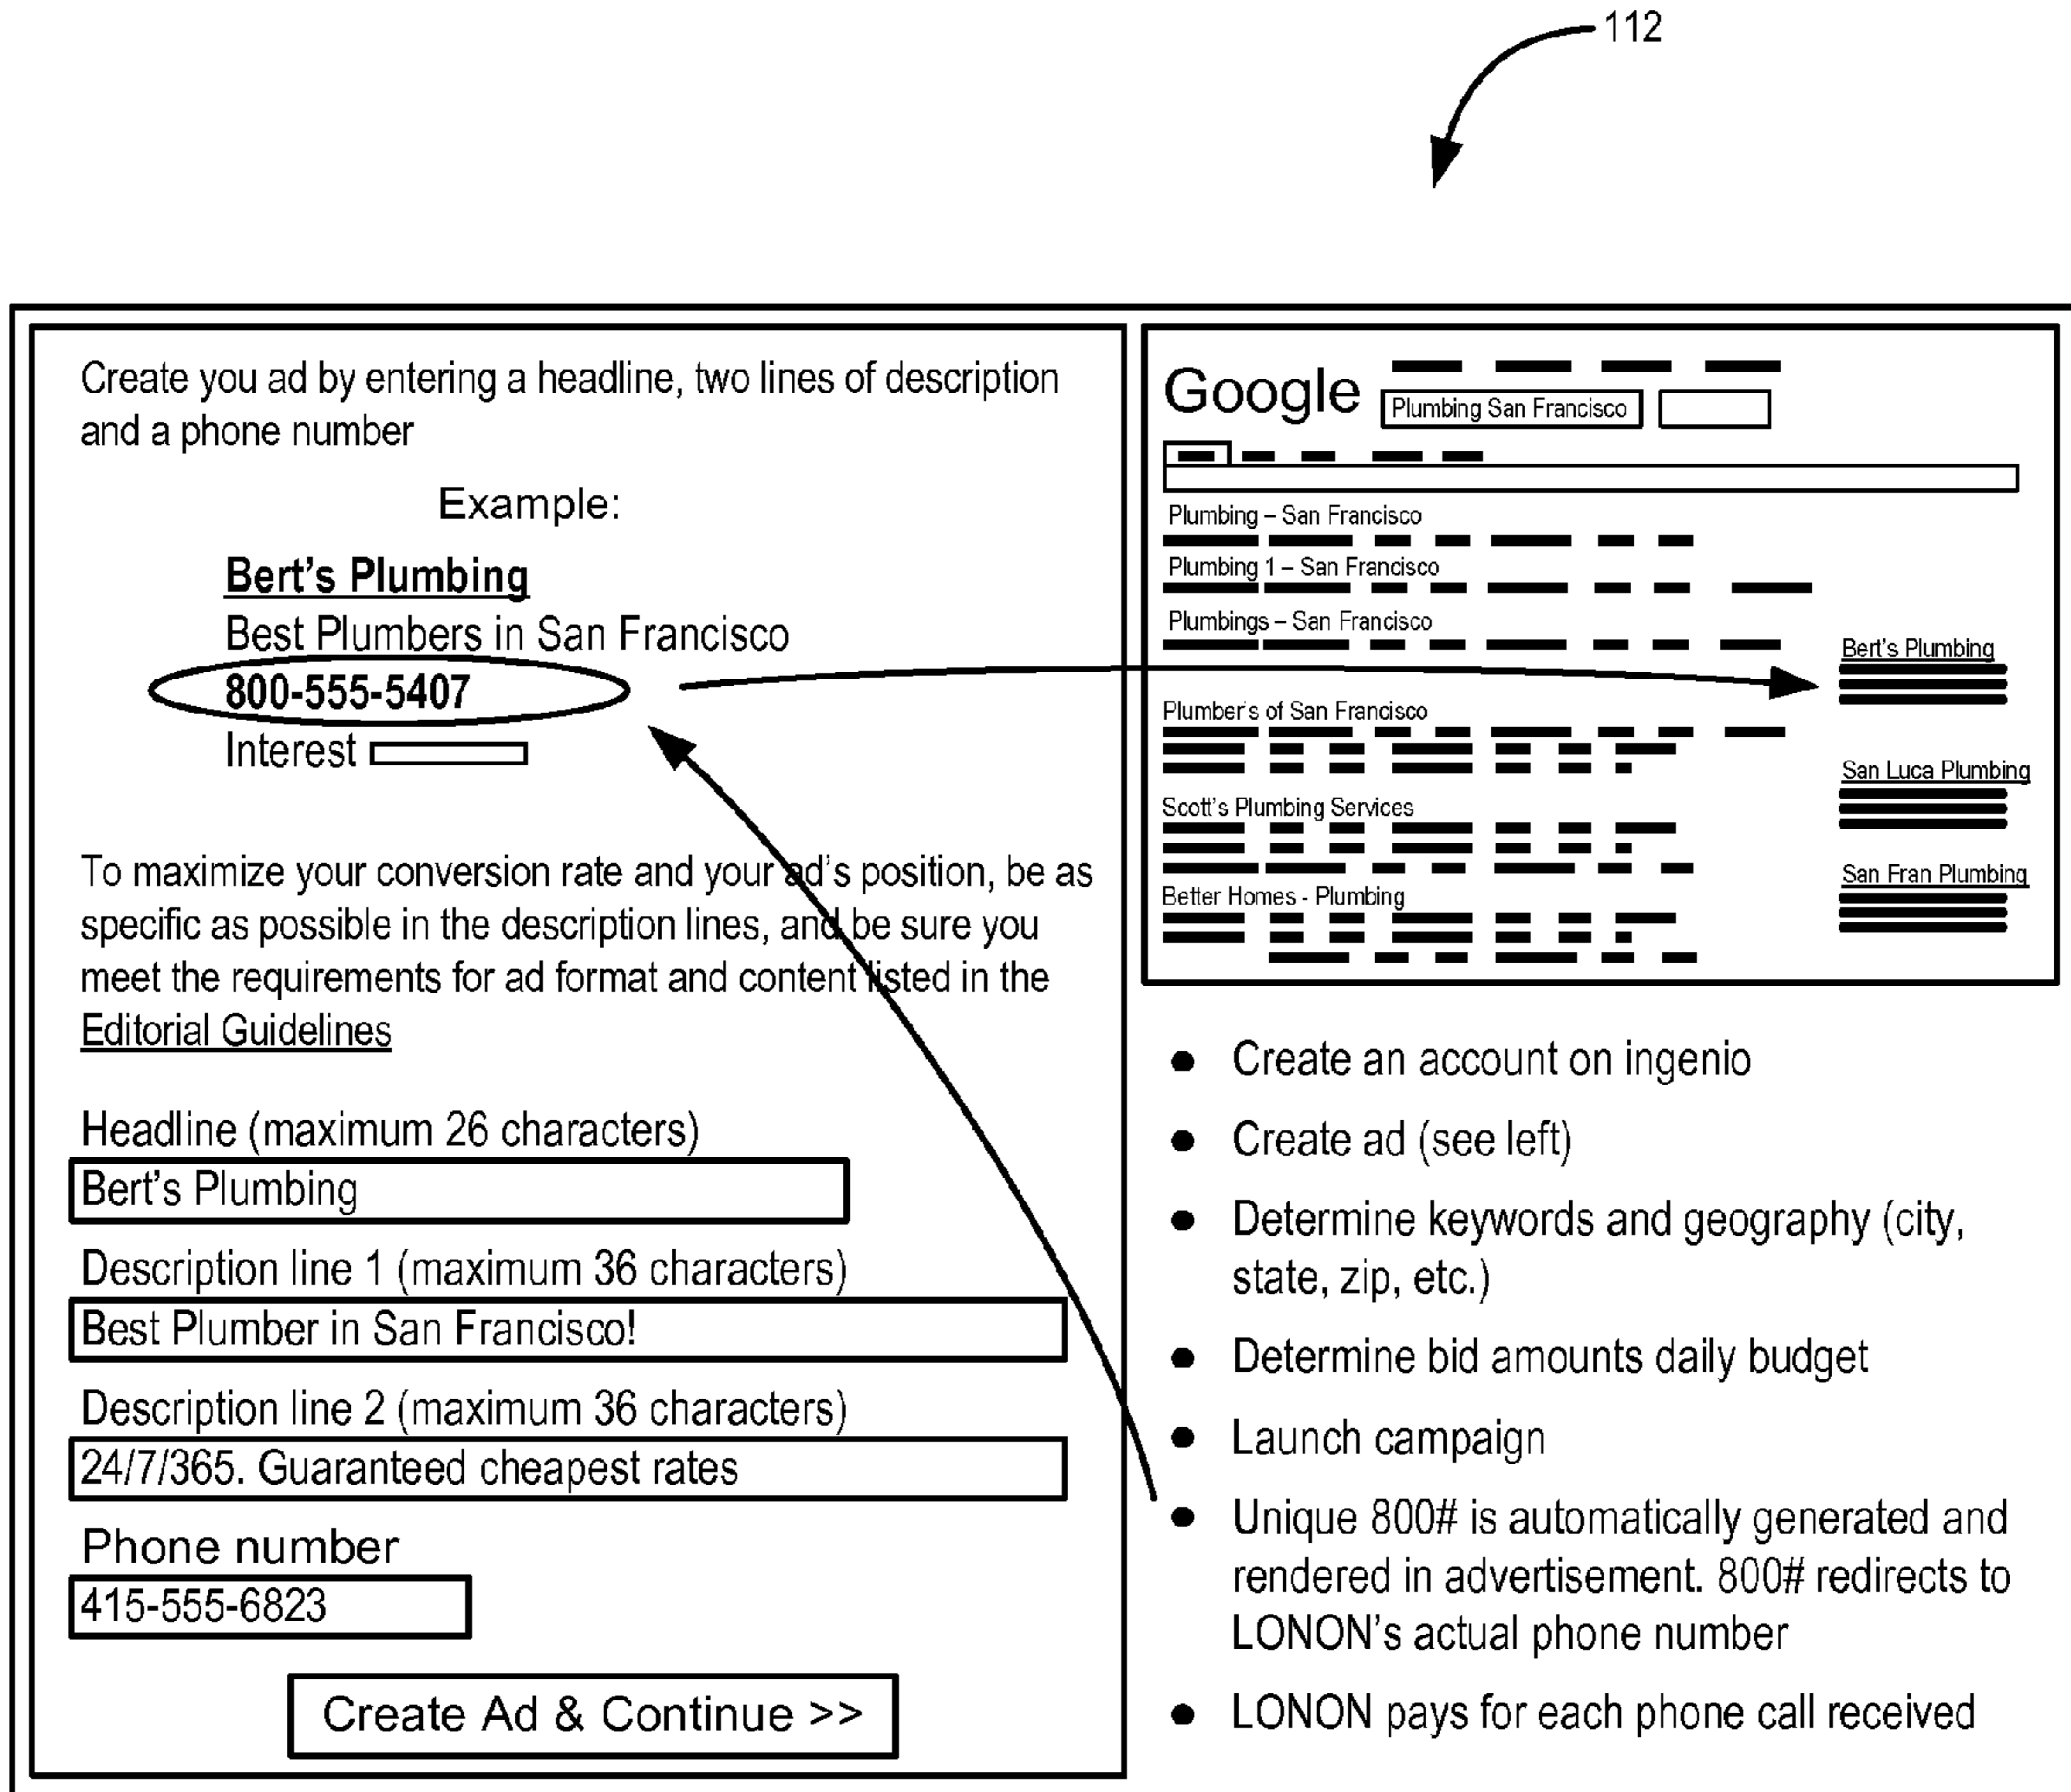 112
Create you ad by entering a headline, two lines of description
and a phone number
Example:
Bert's Plumbing
Best Plumbers in San Francisco
800-555-5407
Interest
To maximize your conversion rate and your ad's position, be as
specific as possible in the description lines, and be sure you
meet the requirements for ad format and content listed in the
Editorial Guidelines
Headline (maximum 26 characters)
Bert's Plumbing
Description line 1 (maximum 36 characters)
Best Plumber in San Francisco!
Description line 2 (maximum 36 characters)
24/7/365. Guaranteed cheapest rates
Phone number
415-555-6823
Create Ad & Continue >>
Google
Plumbing San Francisco
Plumbing – San Francisco
Plumbing 1 – San Francisco
Plumbings – San Francisco
Plumber's of San Francisco
Scott's Plumbing Services
Better Homes - Plumbing
Bert's Plumbing
San Luca Plumbing
San Fran Plumbing
● Create an account on ingenio
● Create ad (see left)
● Determine keywords and geography (city,
state, zip, etc.)
● Determine bid amounts daily budget
● Launch campaign
● Unique 800# is automatically generated and
rendered in advertisement. 800# redirects to
LONON's actual phone number
● LONON pays for each phone call received